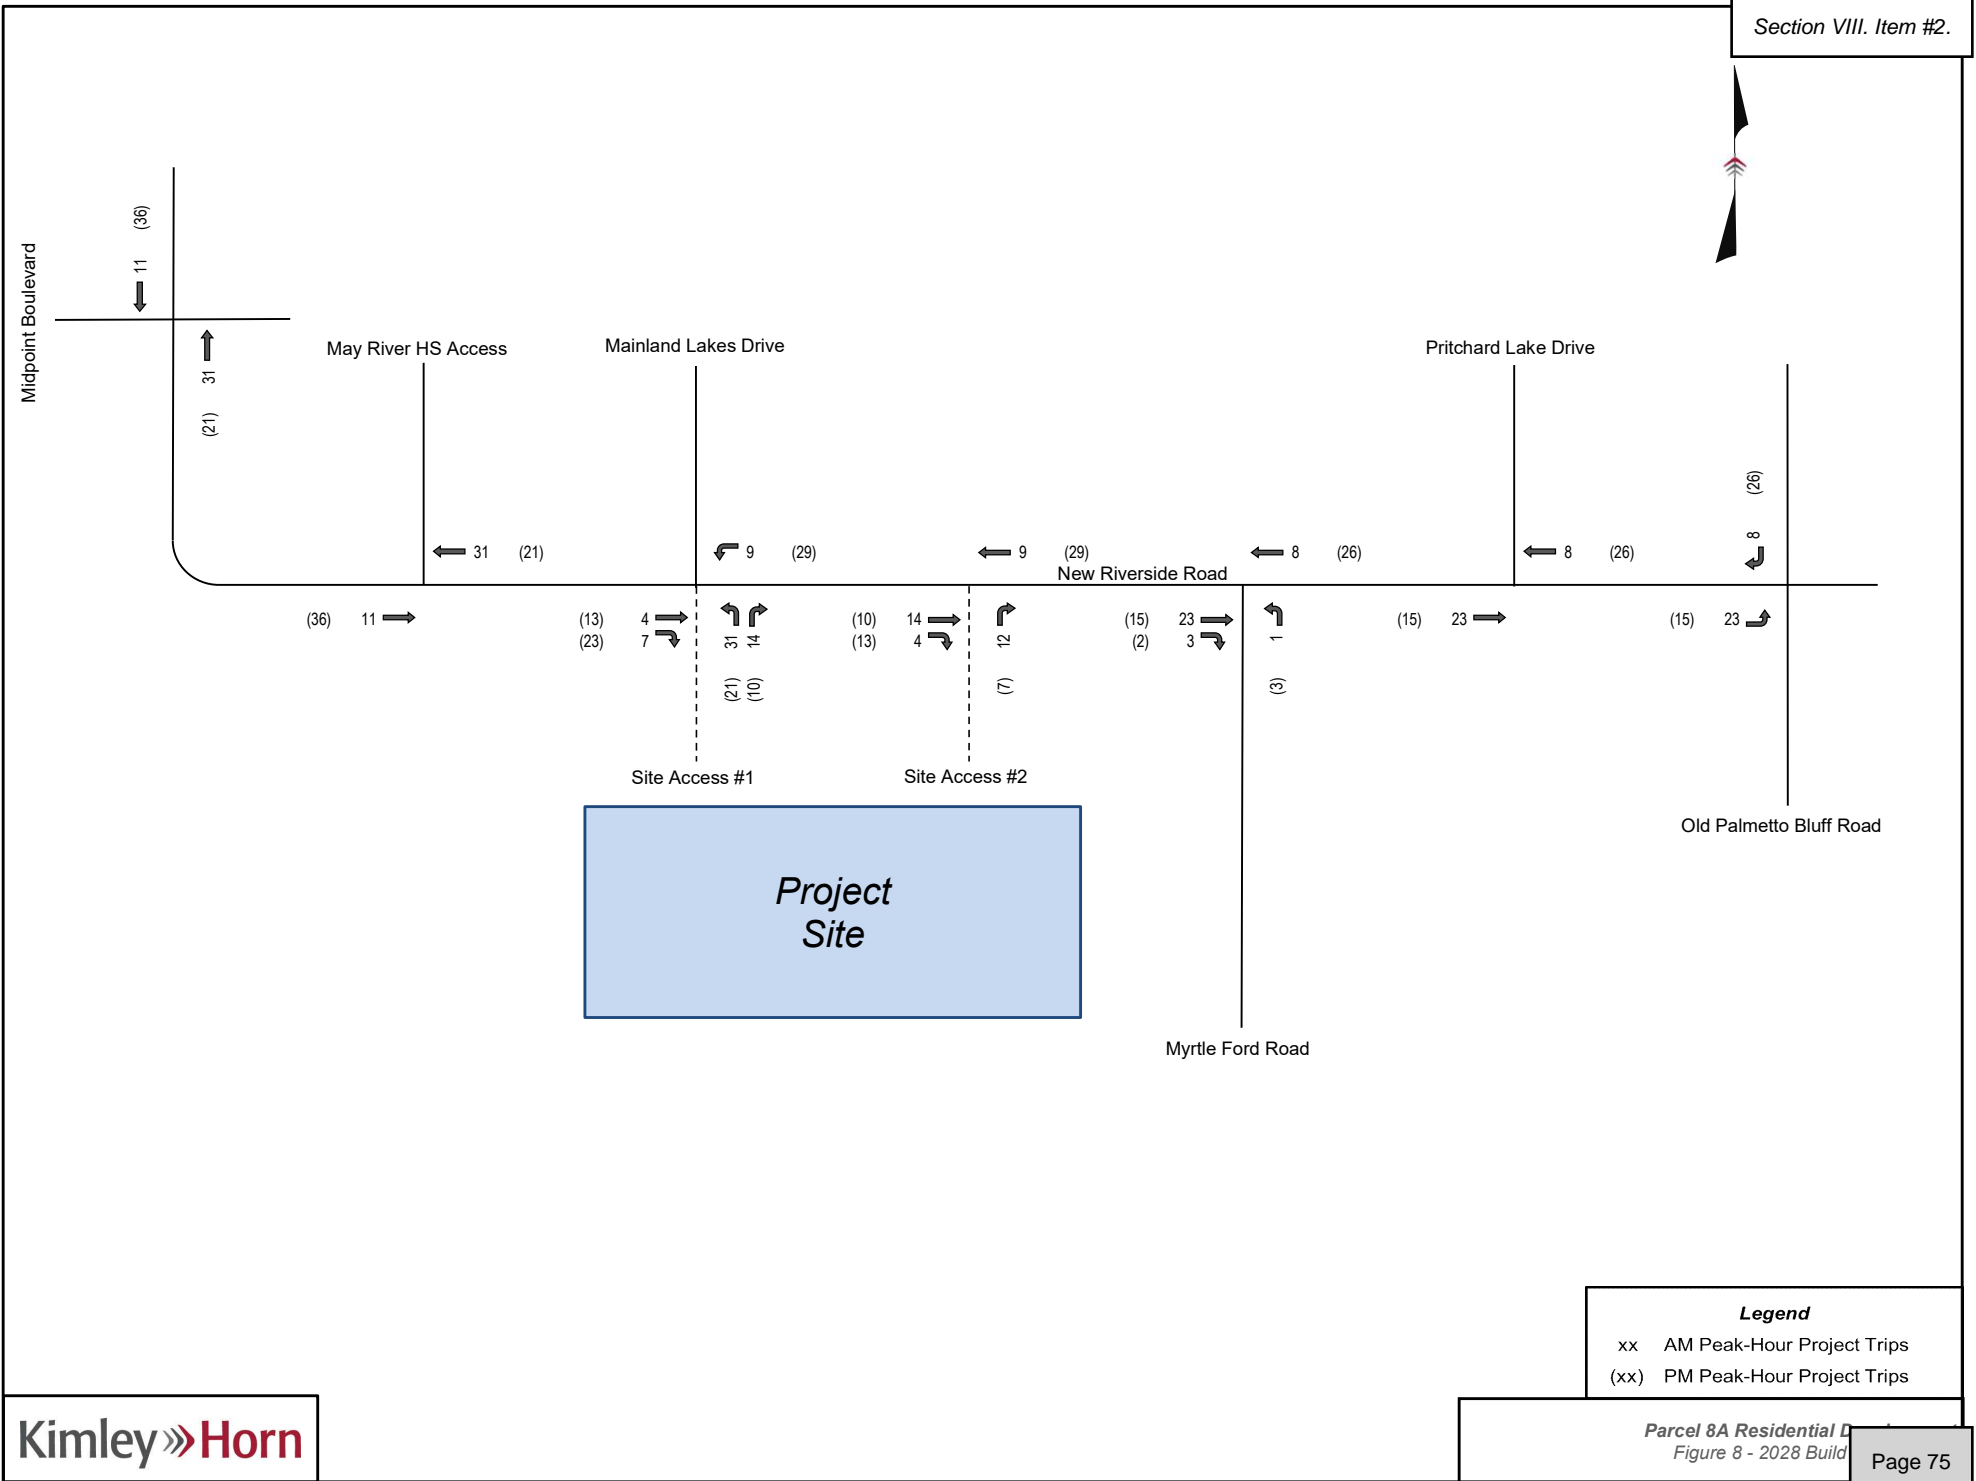 Section VIII. Item #2.
(36)
11
Midpoint Boulevard
31
(21)
May River HS Access
Mainland Lakes Drive
Pritchard Lake Drive
(26)
8
31 (21)
9 (29)
9 (29)
8 (26)
8 (26)
New Riverside Road
(36) 11
(13) 4
(23) 7
31 14
(21) (10)
(10) 14
(13) 4
12
(7)
(15) 23
(2) 3
1
(3)
(15) 23
(15) 23
Site Access #1
Site Access #2
Old Palmetto Bluff Road
Project
Site
Myrtle Ford Road
Legend
xx AM Peak-Hour Project Trips
(xx) PM Peak-Hour Project Trips
Kimley Horn
Parcel 8A Residential
Figure 8 - 2028 Build
Page 75